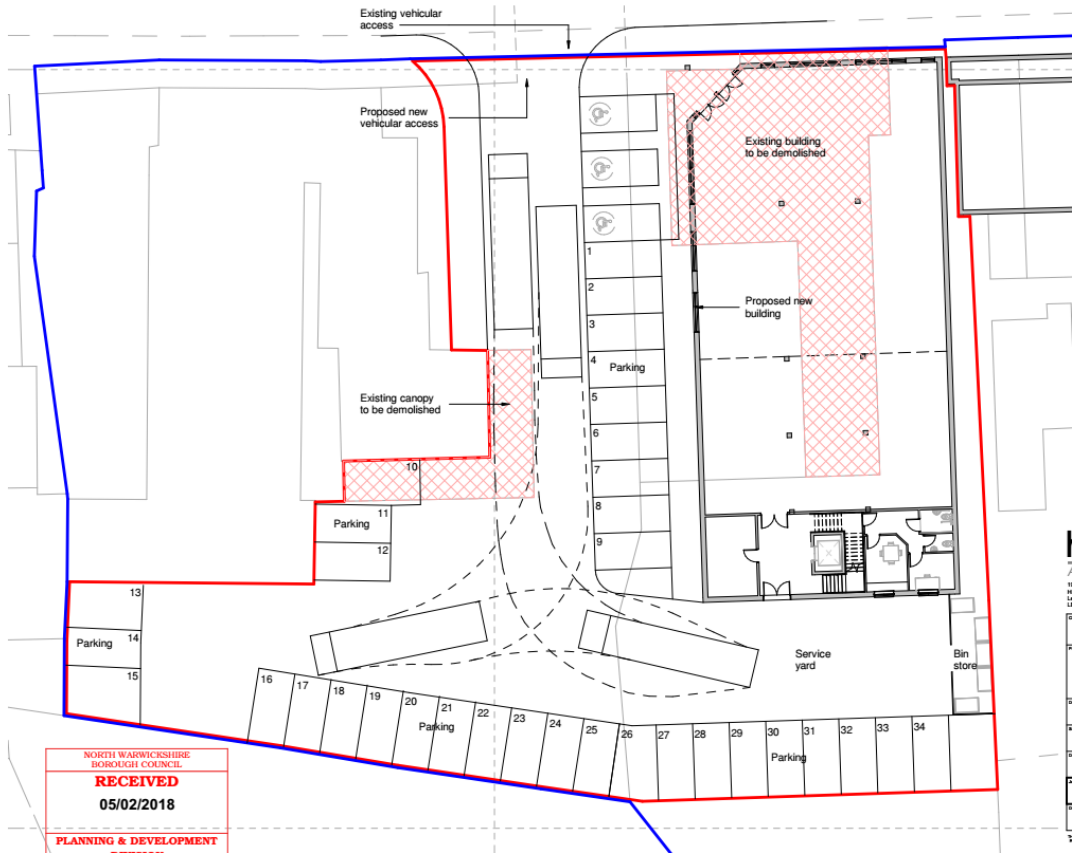 Existing vehicular
access
Proposed new
vehicular access
Existing building
to be demolished
1
2
3
Proposed new
building
4
Parking
Existing canopy
to be demolished
5
6
10
7
8
11
Parking
12
9
13
14
Parking
15
Service
yard
Bin
store
16
17
18
19
20
21
22
23
24
25
26
27
28
29
30
31
32
33
34
Parking
Parking
NORTH WARWICKSHIRE
BOROUGH COUNCIL
RECEIVED
05/02/2018
PLANNING & DEVELOPMENT